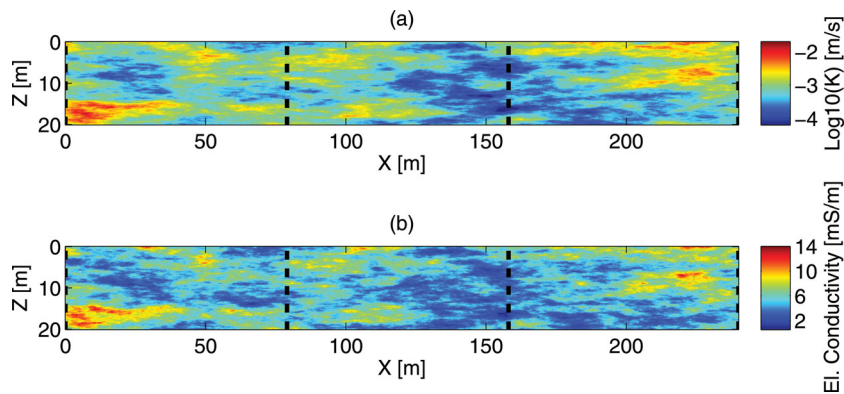 (a)
0
10
20
Z [m]
0 50 100 150 200
X [m]
−2
−3
−4
Log10(K) [m/s]
(b)
0
10
20
Z [m]
0 50 100 150 200
X [m]
14
10
6
2
El. Conductivity [mS/m]